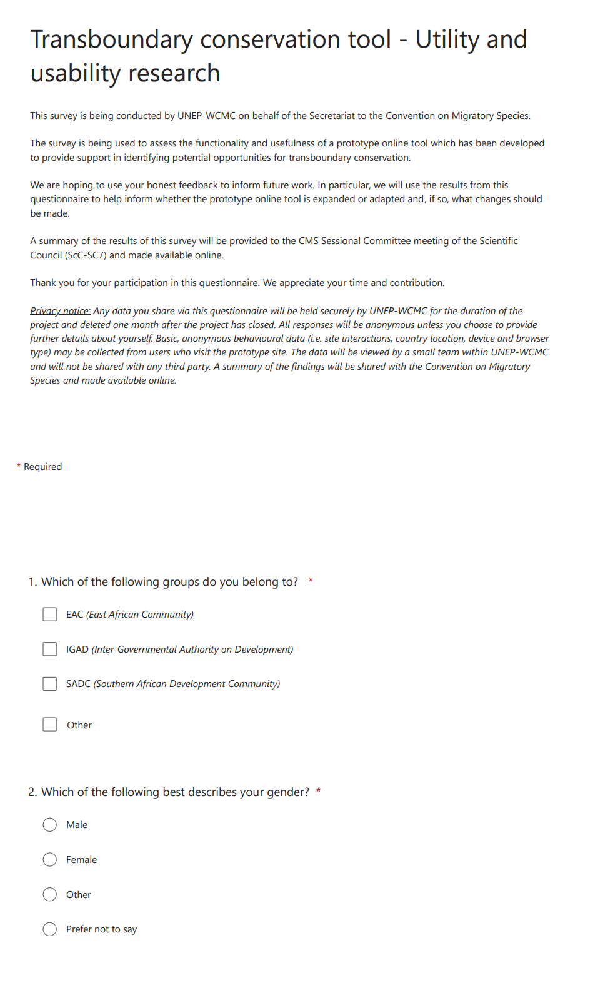 Transboundary conservation tool - Utility and
usability research
This survey is being conducted by UNEP-WCMC on behalf of the Secretariat to the Convention on Migratory Species.
The survey is being used to assess the functionality and usefulness of a prototype online tool which has been developed
to provide support in identifying potential opportunities for transboundary conservation.
We are hoping to use your honest feedback to inform future work. In particular, we will use the results from this
questionnaire to help inform whether the prototype online tool is expanded or adapted and, if so, what changes should
be made.
A summary of the results of this survey will be provided to the CMS Sessional Committee meeting of the Scientific
Council (ScC-SC7) and made available online.
Thank you for your participation in this questionnaire. We appreciate your time and contribution.
Privacy notice: Any data you share via this questionnaire will be held securely by UNEP-WCMC for the duration of the
project and deleted one month after the project has closed. All responses will be anonymous unless you choose to provide
further details about yourself. Basic, anonymous behavioural data (i.e. site interactions, country location, device and browser
type) may be collected from users who visit the prototype site. The data will be viewed by a small team within UNEP-WCMC
and will not be shared with any third party. A summary of the findings will be shared with the Convention on Migratory
Species and made available online.
* Required
1. Which of the following groups do you belong to? *
EAC (East African Community)
IGAD (Inter-Governmental Authority on Development)
SADC (Southern African Development Community)
Other
2. Which of the following best describes your gender? *
Male
Female
Other
Prefer not to say